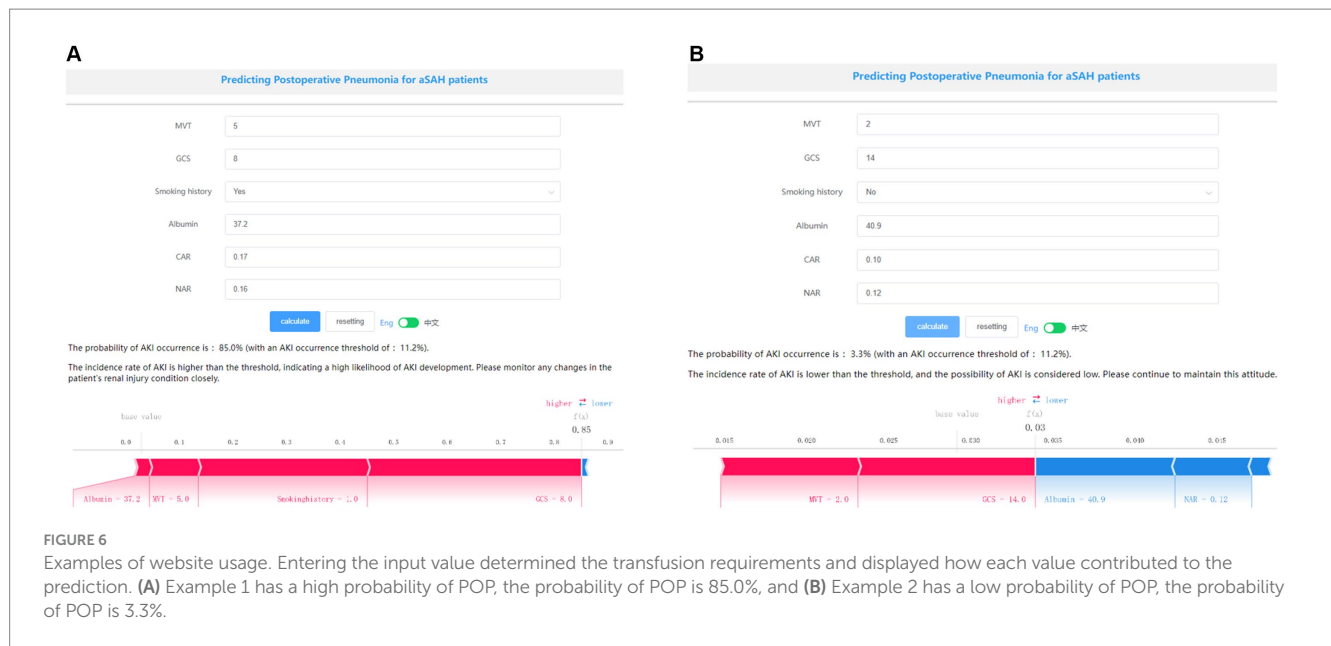 A
Predicting Postoperative Pneumonia for aSAH patients
MVT 5
GCS 8
Smoking history Yes
Albumin 37.2
CAR 0.17
NAR 0.16
calculate resetting Eng 中文
The probability of AKI occurrence is : 85.0% (with an AKI occurrence threshold of : 11.2%).
The incidence rate of AKI is higher than the threshold, indicating a high likelihood of AKI development. Please monitor any changes in the
patient's renal injury condition closely.
higher ⇄ lower
base value f(x)
0.85
0.0 0.1 0.2 0.3 0.4 0.5 0.6 0.7 0.8 0.9
Albumin = 37.2 MVT = 5.0 Smokinghistory = 1.0 GCS = 8.0
B
Predicting Postoperative Pneumonia for aSAH patients
MVT 2
GCS 14
Smoking history No
Albumin 40.9
CAR 0.10
NAR 0.12
calculate resetting Eng 中文
The probability of AKI occurrence is : 3.3% (with an AKI occurrence threshold of : 11.2%).
The incidence rate of AKI is lower than the threshold, and the possibility of AKI is considered low. Please continue to maintain this attitude.
higher ⇄ lower
base value f(x)
0.03
0.015 0.020 0.025 0.030 0.035 0.040 0.015
MVT = 2.0 GCS = 14.0 Albumin = 40.9 NAR = 0.12
FIGURE 6
Examples of website usage. Entering the input value determined the transfusion requirements and displayed how each value contributed to the
prediction. (A) Example 1 has a high probability of POP, the probability of POP is 85.0%, and (B) Example 2 has a low probability of POP, the probability
of POP is 3.3%.